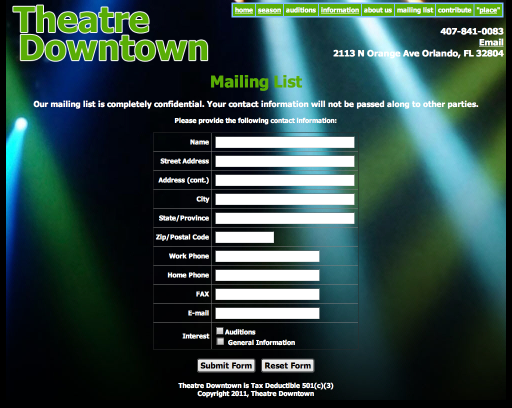 Theatre
Downtown
home season auditions information about us mailing list contribute "place"
407-841-0083
Email
2113 N Orange Ave Orlando, FL 32804
Mailing List
Our mailing list is completely confidential. Your contact information will not be passed along to other parties.
Please provide the following contact information:
Name
Street Address
Address (cont.)
City
State/Province
Zip/Postal Code
Work Phone
Home Phone
FAX
E-mail
Interest
Auditions
General Information
Submit Form Reset Form
Theatre Downtown is Tax Deductible 501(c)(3)
Copyright 2011, Theatre Downtown